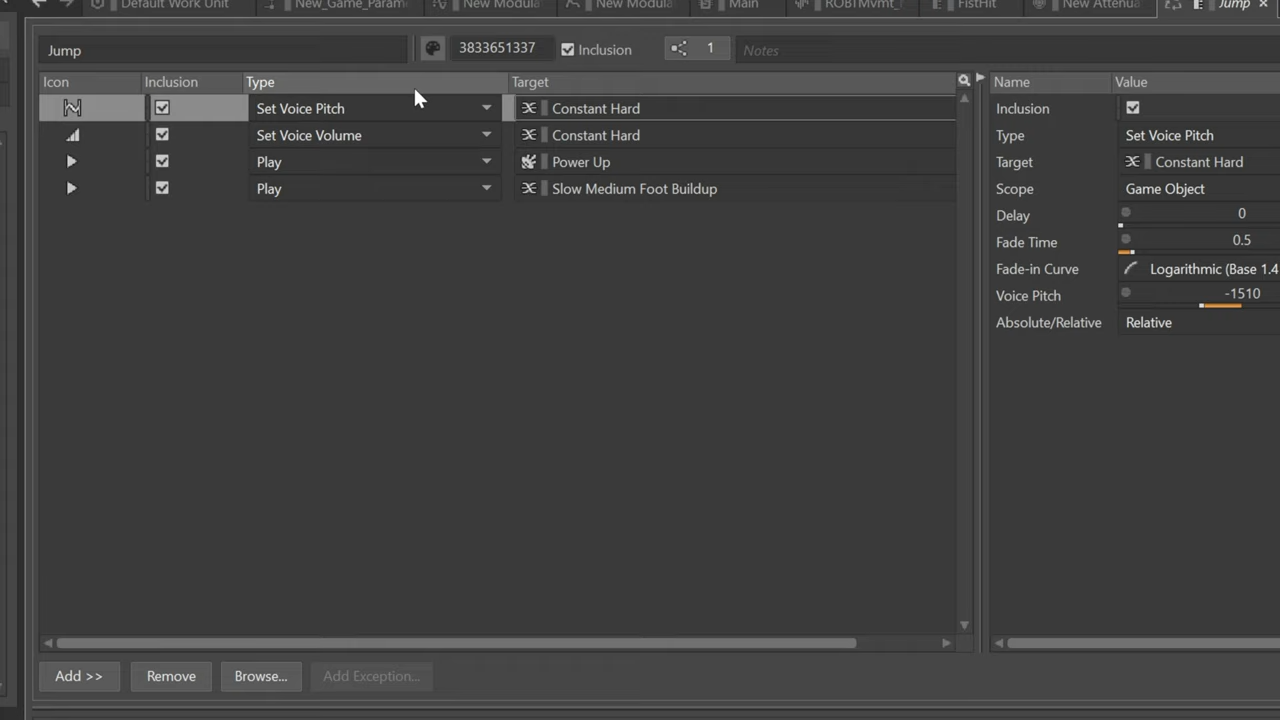 Default Work Unit New_Game_Parame New Modula New Modula Main ROBTMvmt_ FistHit New Attenua Jump
Jump 3833651337 Inclusion 1 Notes
Icon Inclusion Type Target Name Value
Set Voice Pitch Constant Hard Inclusion
Set Voice Volume Constant Hard Type Set Voice Pitch
Play Power Up Target Constant Hard
Play Slow Medium Foot Buildup Scope Game Object
Delay 0
Fade Time 0.5
Fade-in Curve Logarithmic (Base 1.4
Voice Pitch -1510
Absolute/Relative Relative
Add >> Remove Browse... Add Exception...